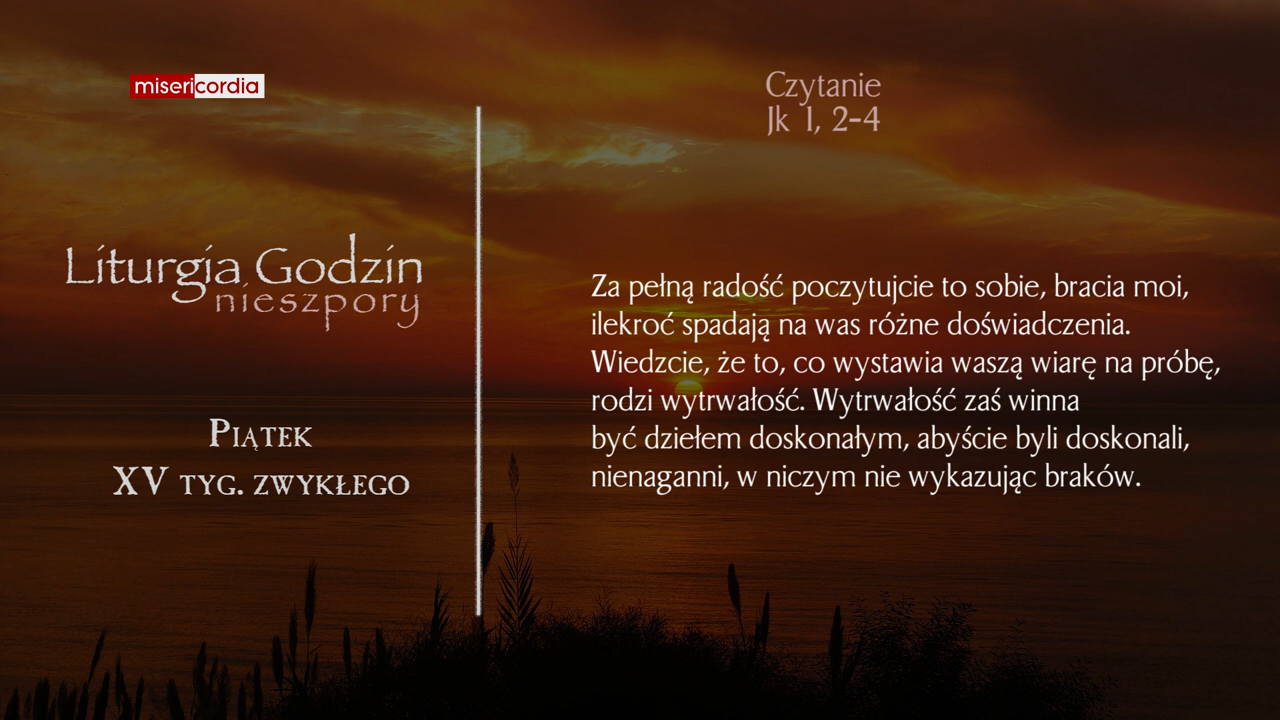 misericordia
Liturgia Godzin
nieszpory
Piątek
XV tyg. zwykłego
Czytanie
Jk 1, 2-4
Za pełną radość poczytujcie to sobie, bracia moi,
ilekroć spadają na was różne doświadczenia.
Wiedzcie, że to, co wystawia waszą wiarę na próbę,
rodzi wytrwałość. Wytrwałość zaś winna
być dziełem doskonałym, abyście byli doskonali,
nienaganni, w niczym nie wykazując braków.